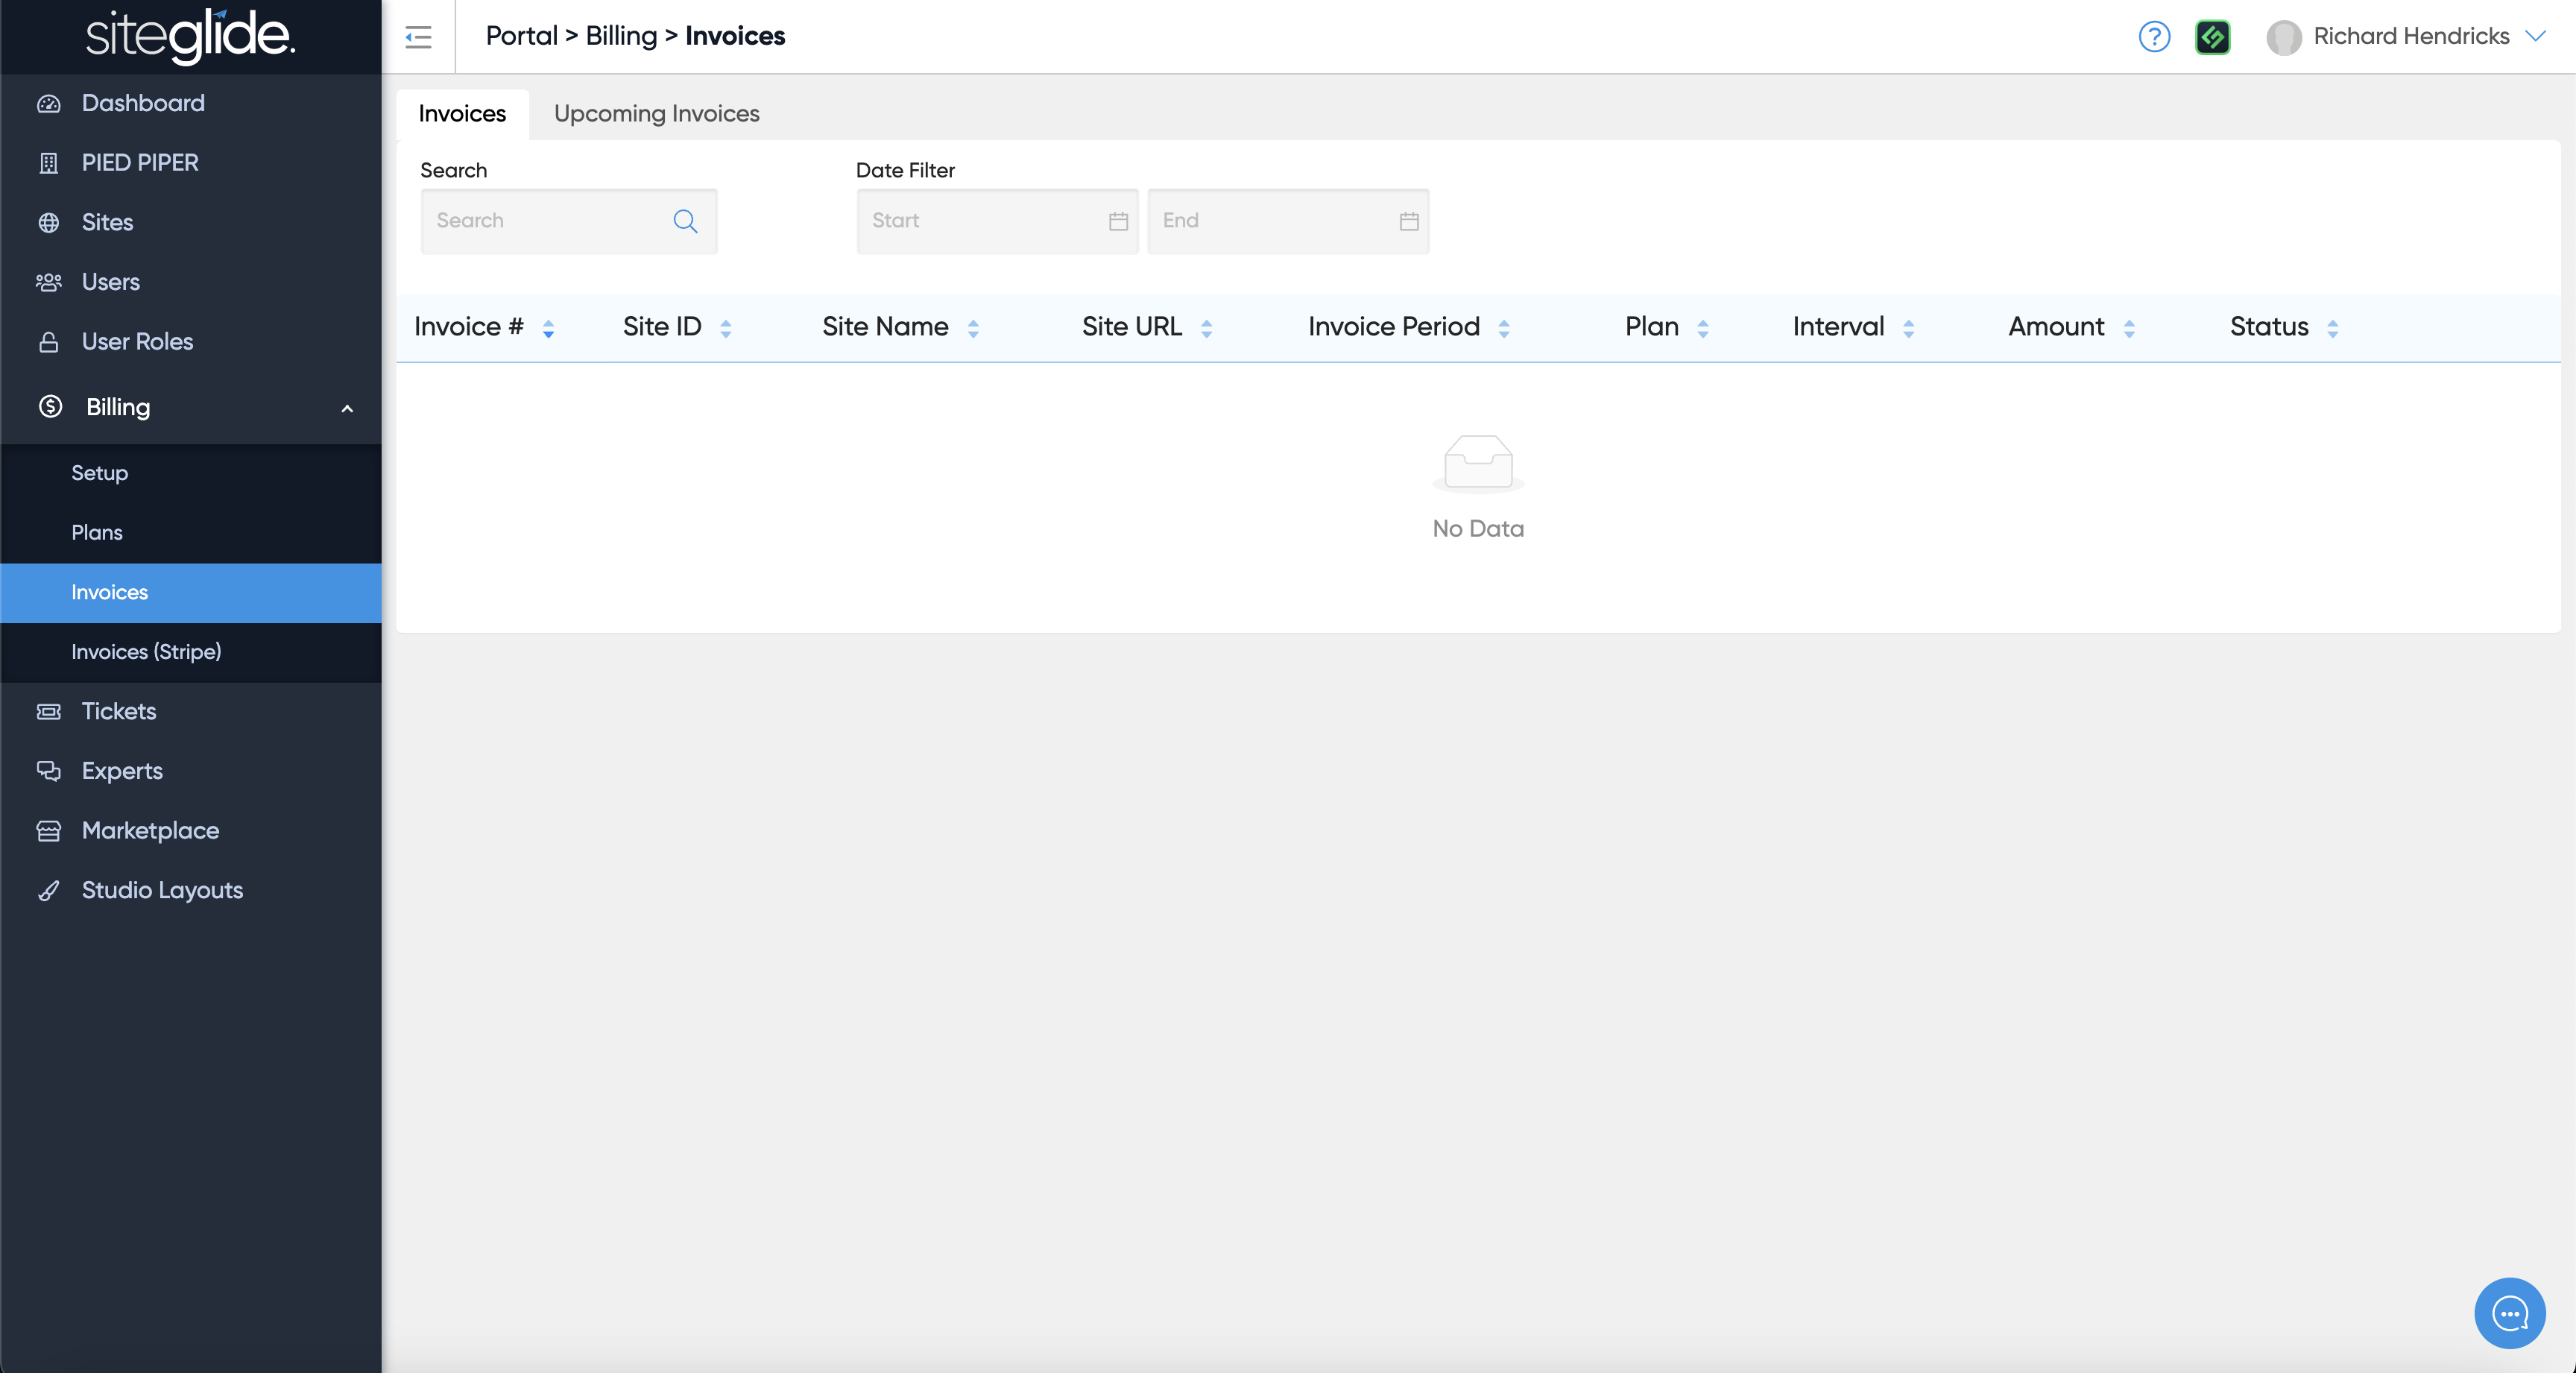 siteglide.
Portal > Billing > Invoices
Richard Hendricks
Dashboard
PIED PIPER
Sites
Users
User Roles
Billing
Setup
Plans
Invoices
Invoices (Stripe)
Tickets
Experts
Marketplace
Studio Layouts
Invoices Upcoming Invoices
Search Date Filter
Search Start End
Invoice # Site ID Site Name Site URL Invoice Period Plan Interval Amount Status
No Data